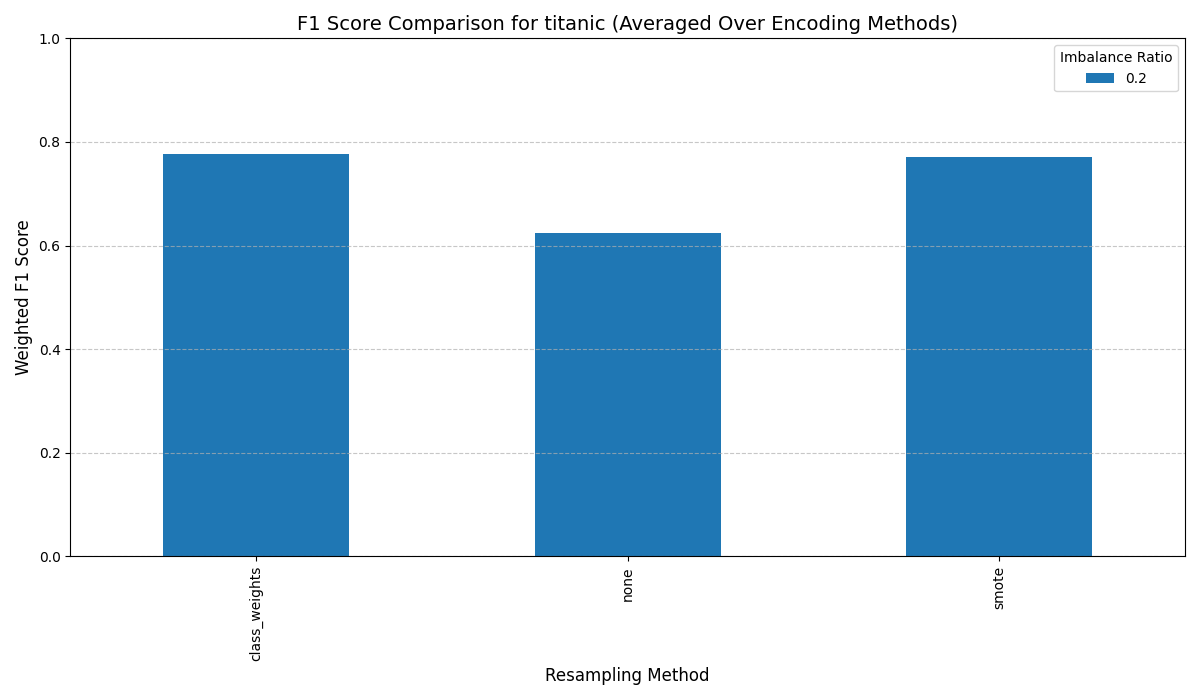 F1 Score Comparison for titanic (Averaged Over Encoding Methods)
Imbalance Ratio
0.2
Weighted F1 Score
1.0
0.8
0.6
0.4
0.2
0.0
class_weights
none
smote
Resampling Method